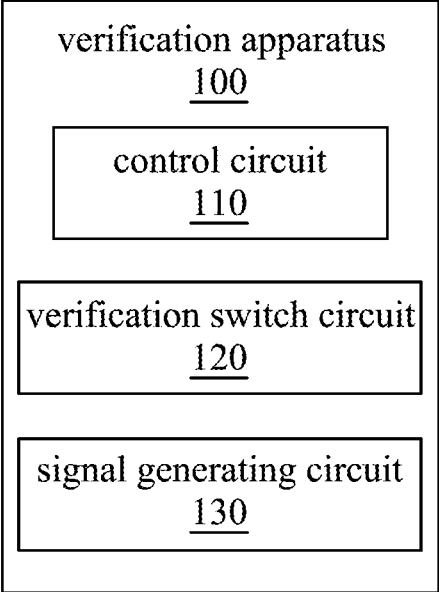 verification apparatus
100
control circuit
110
verification switch circuit
120
signal generating circuit
130